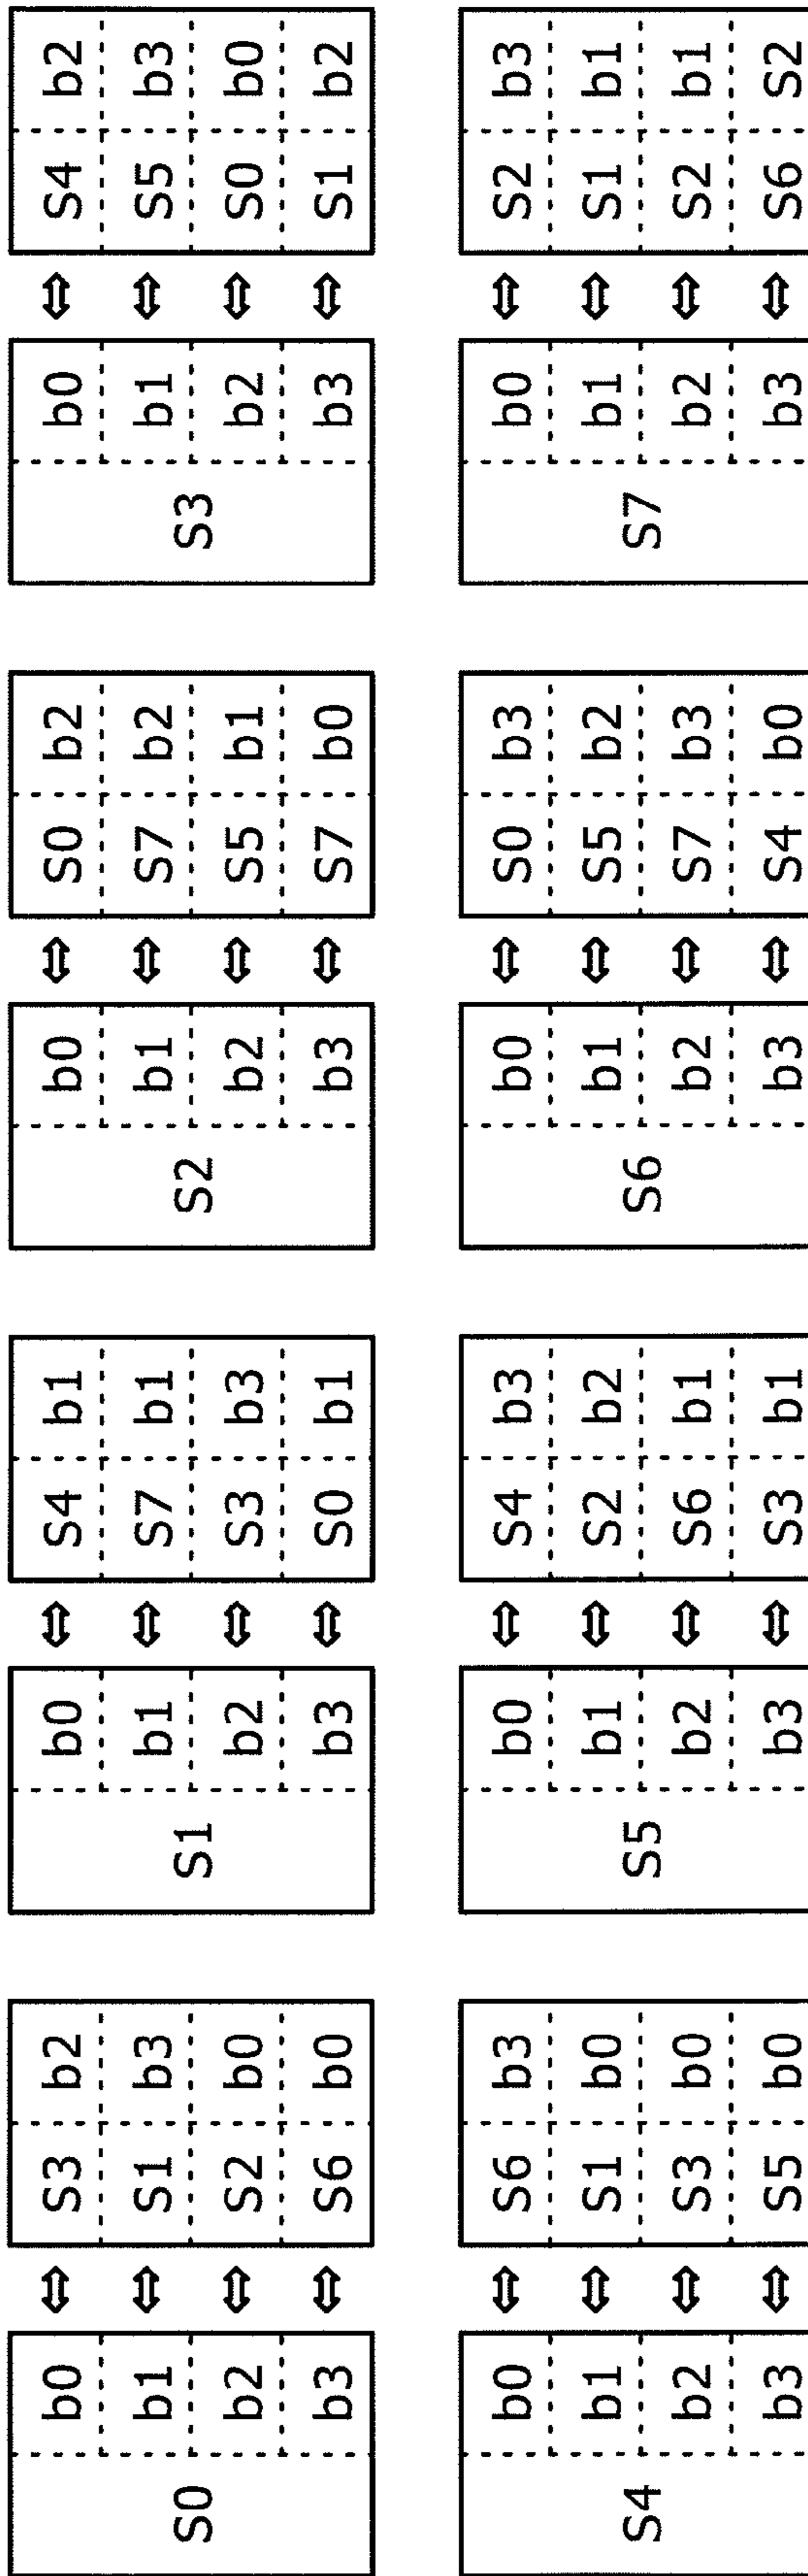 b0 ⇔ S3 b2 b0 ⇔ S4 b1 b0 ⇔ S0 b2 b0 ⇔ S4 b2
b1 ⇔ S1 b3 b1 ⇔ S7 b1 b1 ⇔ S7 b2 b1 ⇔ S5 b3
S0 S1 S2 S3
b2 ⇔ S2 b0 b2 ⇔ S3 b3 b2 ⇔ S5 b1 b2 ⇔ S0 b0
b3 ⇔ S6 b0 b3 ⇔ S0 b1 b3 ⇔ S7 b0 b3 ⇔ S1 b2
b0 ⇔ S6 b3 b0 ⇔ S4 b3 b0 ⇔ S0 b3 b0 ⇔ S2 b3
b1 ⇔ S1 b0 b1 ⇔ S2 b2 b1 ⇔ S5 b2 b1 ⇔ S1 b1
S4 S5 S6 S7
b2 ⇔ S3 b0 b2 ⇔ S6 b1 b2 ⇔ S7 b3 b2 ⇔ S2 b1
b3 ⇔ S5 b0 b3 ⇔ S3 b1 b3 ⇔ S4 b0 b3 ⇔ S6 S2